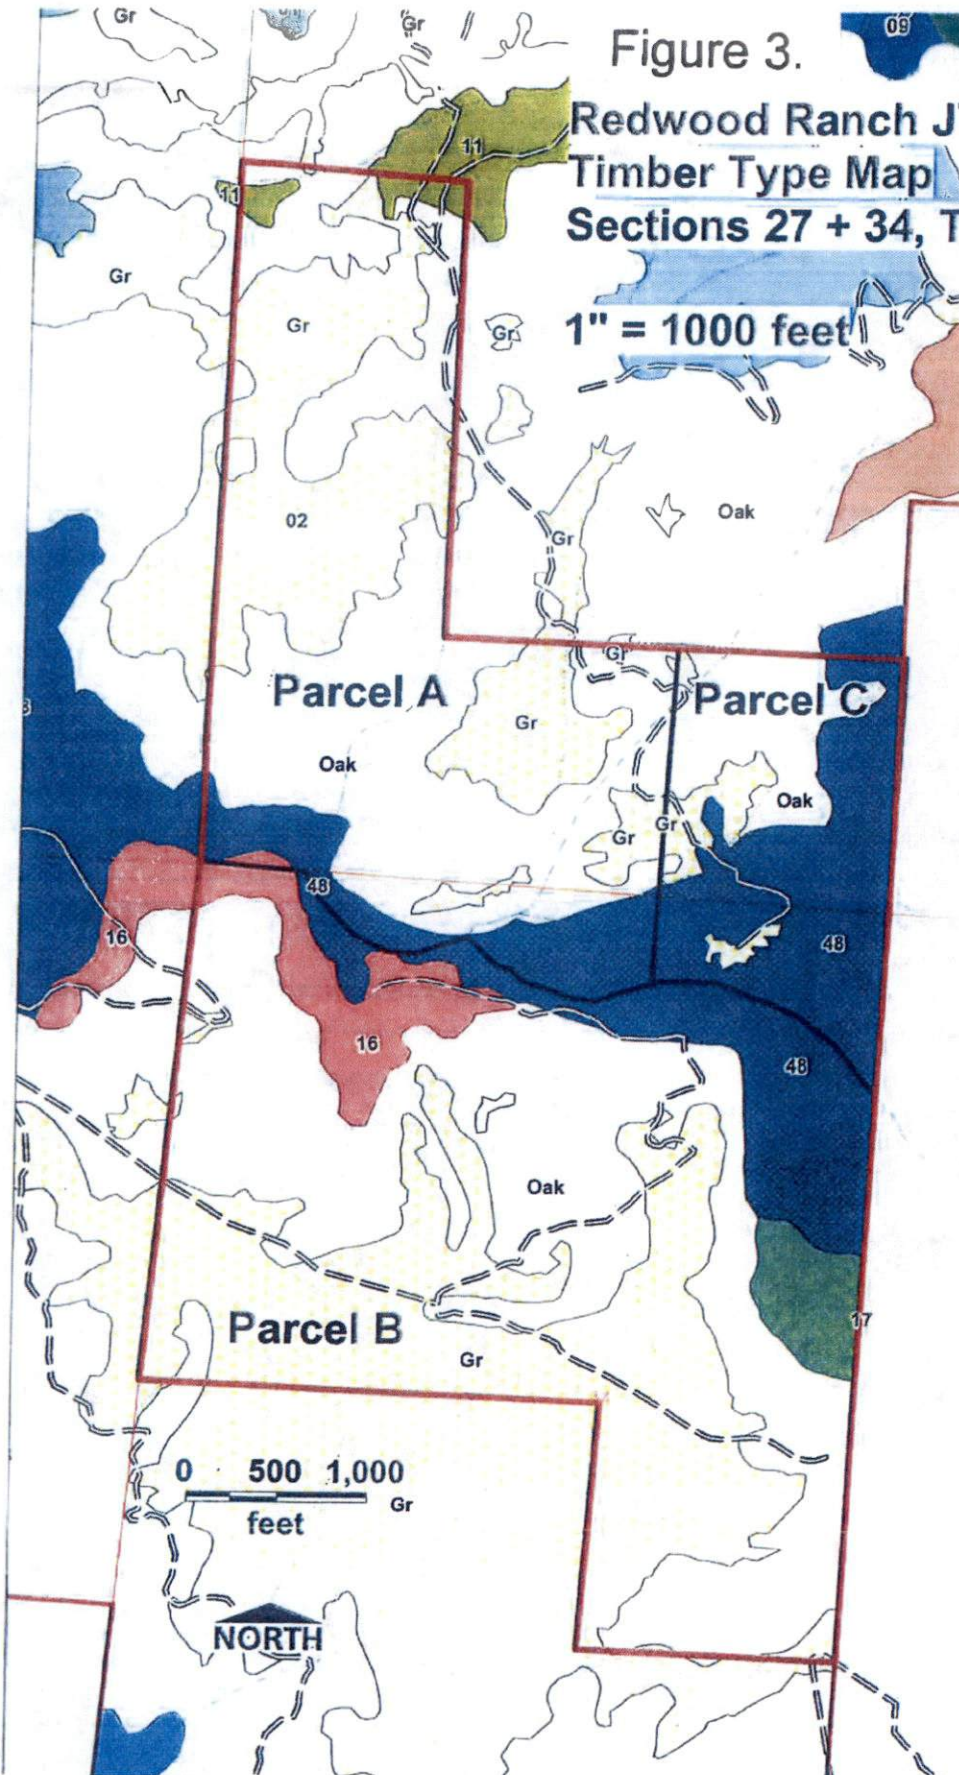 Gr
Gr
09
Figure 3.
Redwood Ranch J
Timber Type Map
Sections 27 + 34, T
1" = 1000 feet
11
11
Gr
Gr
Gr
02
Oak
Gr
Gr
Parcel A
Parcel C
Gr
Oak
Oak
Gr
Gr
48
16
48
16
48
Oak
Parcel B
17
Gr
0 500 1,000
feet
Gr
NORTH